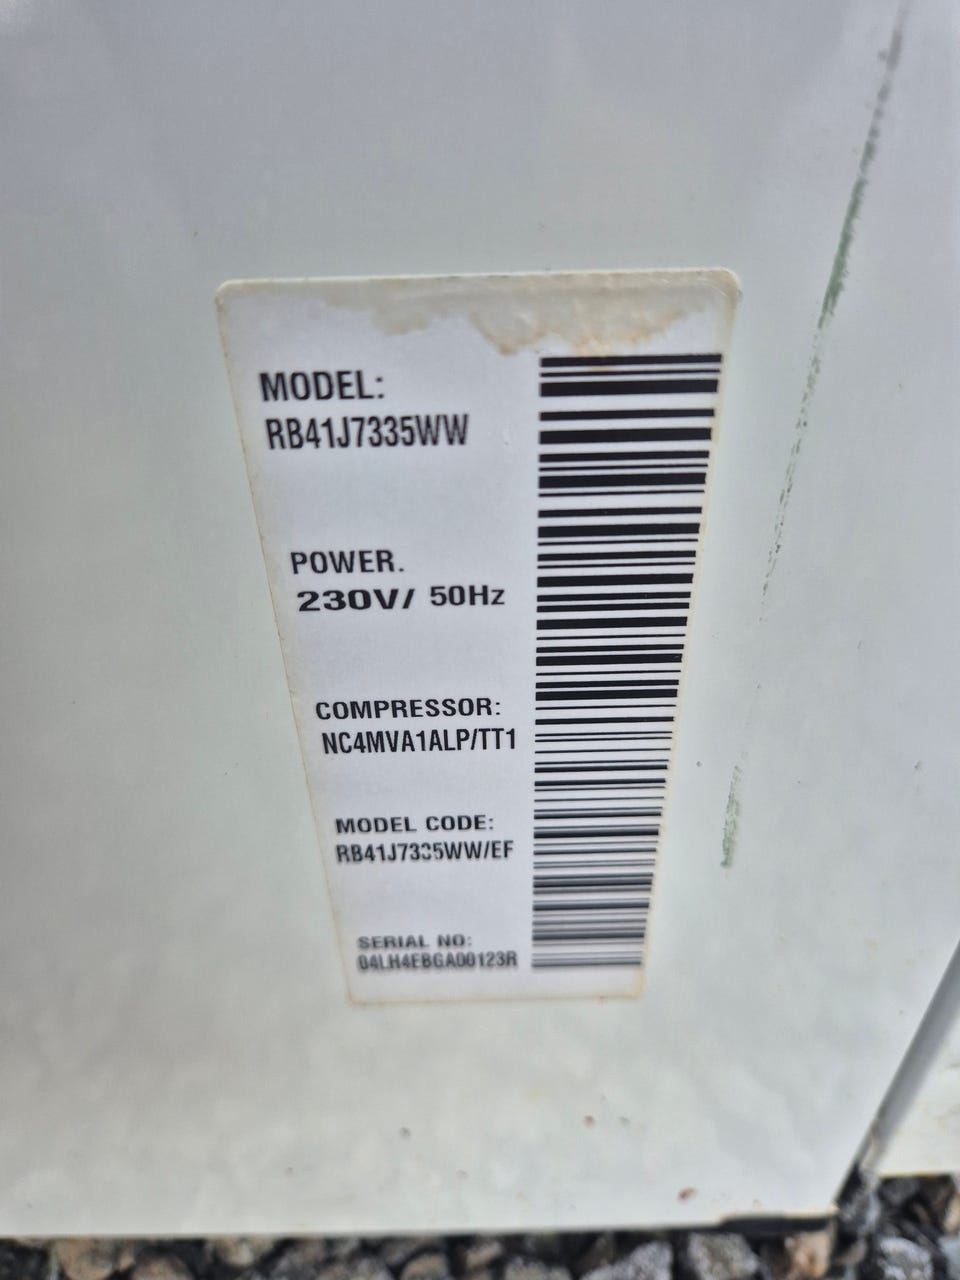 MODEL:
RB41J7335WW
POWER.
230V/ 50Hz
COMPRESSOR:
NC4MVA1ALP/TT1
MODEL CODE:
RB41J7335WW/EF
SERIAL NO:
04LH4EBGA00123R